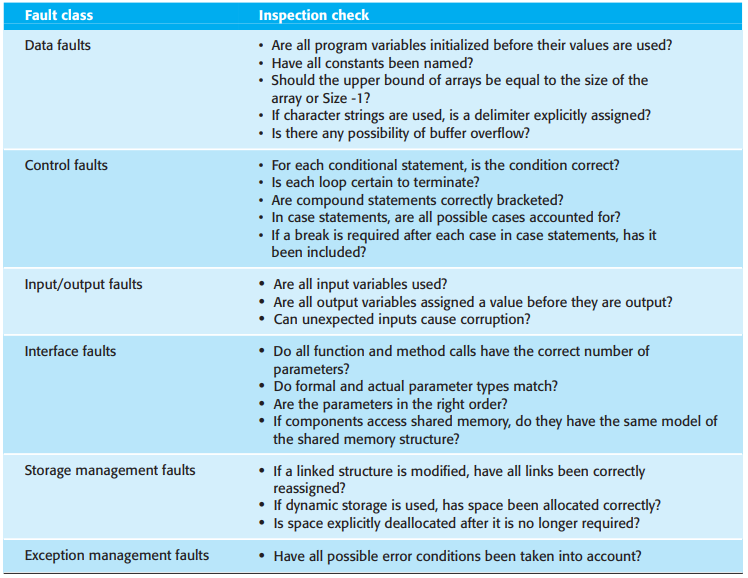 Fault class Inspection check
Data faults • Are all program variables initialized before their values are used?
• Have all constants been named?
• Should the upper bound of arrays be equal to the size of the
array or Size -1?
• If character strings are used, is a delimiter explicitly assigned?
• Is there any possibility of buffer overflow?
Control faults • For each conditional statement, is the condition correct?
• Is each loop certain to terminate?
• Are compound statements correctly bracketed?
• In case statements, are all possible cases accounted for?
• If a break is required after each case in case statements, has it
been included?
Input/output faults • Are all input variables used?
• Are all output variables assigned a value before they are output?
• Can unexpected inputs cause corruption?
Interface faults • Do all function and method calls have the correct number of
parameters?
• Do formal and actual parameter types match?
• Are the parameters in the right order?
• If components access shared memory, do they have the same model of
the shared memory structure?
Storage management faults • If a linked structure is modified, have all links been correctly
reassigned?
• If dynamic storage is used, has space been allocated correctly?
• Is space explicitly deallocated after it is no longer required?
Exception management faults • Have all possible error conditions been taken into account?